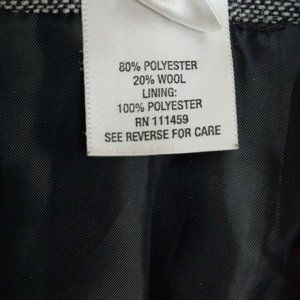 80% POLYESTER
20% WOOL
LINING:
100% POLYESTER
RN 111459
SEE REVERSE FOR CARE